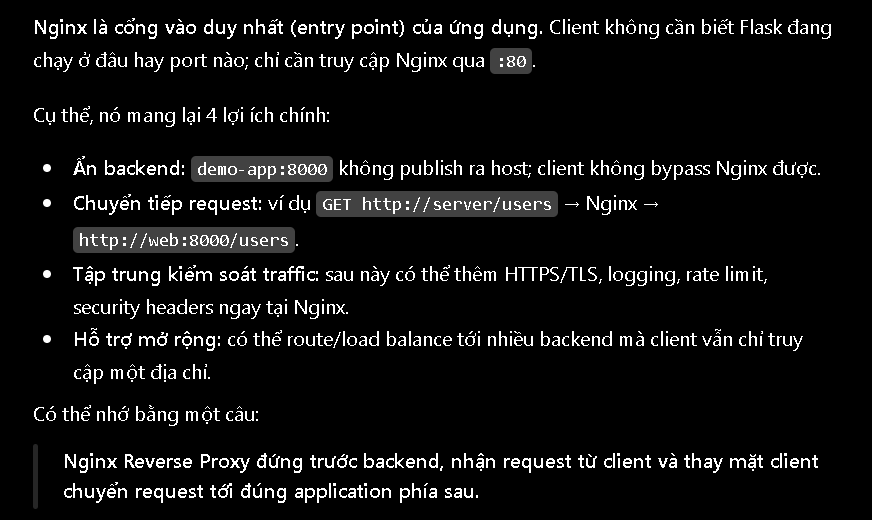 Nginx là cổng vào duy nhất (entry point) của ứng dụng. Client không cần biết Flask đang
chạy ở đâu hay port nào; chỉ cần truy cập Nginx qua :80.
Cụ thể, nó mang lại 4 lợi ích chính:
• Ẩn backend: demo-app:8000 không publish ra host; client không bypass Nginx được.
• Chuyển tiếp request: ví dụ GET http://server/users → Nginx →
http://web:8000/users.
• Tập trung kiểm soát traffic: sau này có thể thêm HTTPS/TLS, logging, rate limit,
security headers ngay tại Nginx.
• Hỗ trợ mở rộng: có thể route/load balance tới nhiều backend mà client vẫn chỉ truy
cập một địa chỉ.
Có thể nhớ bằng một câu:
Nginx Reverse Proxy đứng trước backend, nhận request từ client và thay mặt client
chuyển request tới đúng application phía sau.